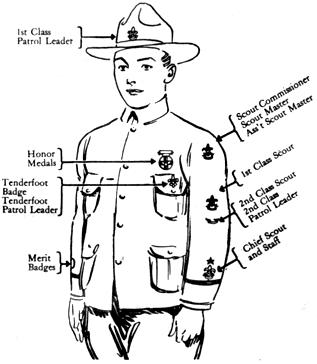 1st Class
Patrol Leader
Scout Commissioner
Scout Master
Ass't Scout Master
Honor
Medals
1st Class Scout
Tenderfoot
Badge
Tenderfoot
Patrol Leader
2nd Class Scout
2nd Class
Patrol Leader
Merit
Badges
Chief Scout
and Staff